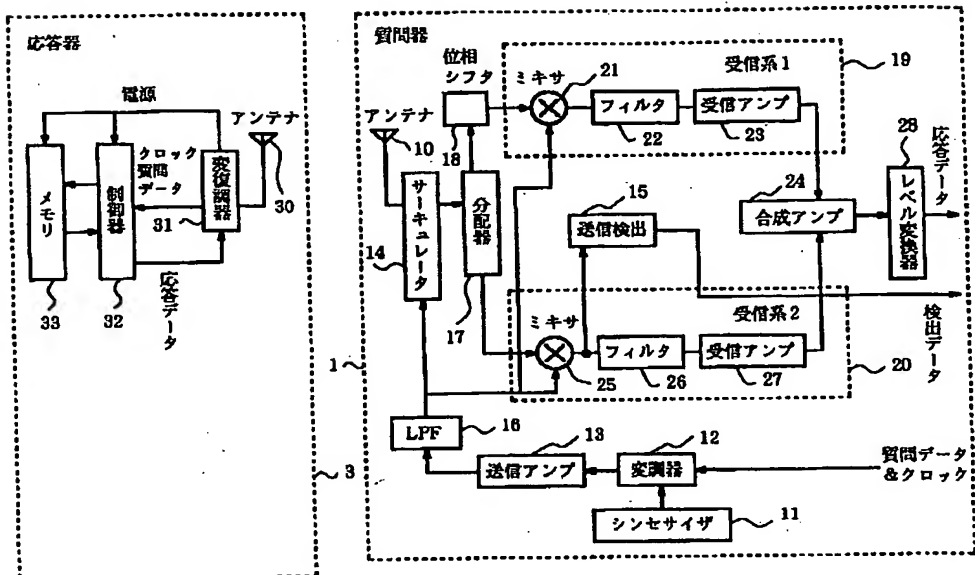 応答器
電源
アンテナ
30
クロック
質問
データ
変復調器
31
メモリ
制御器
33
32
応答データ
3
質問器
位相
シフタ
18
アンテナ
10
サーキュレータ
14
分配器
17
受信系1
19
ミキサ
21
フィルタ
22
受信アンプ
23
15
送信検出
24
合成アンプ
28
レベル変換器
応答データ
検出データ
受信系2
20
ミキサ
25
フィルタ
26
受信アンプ
27
1
LPF
16
13
送信アンプ
12
変調器
質問データ
&クロック
シンセサイザ
11